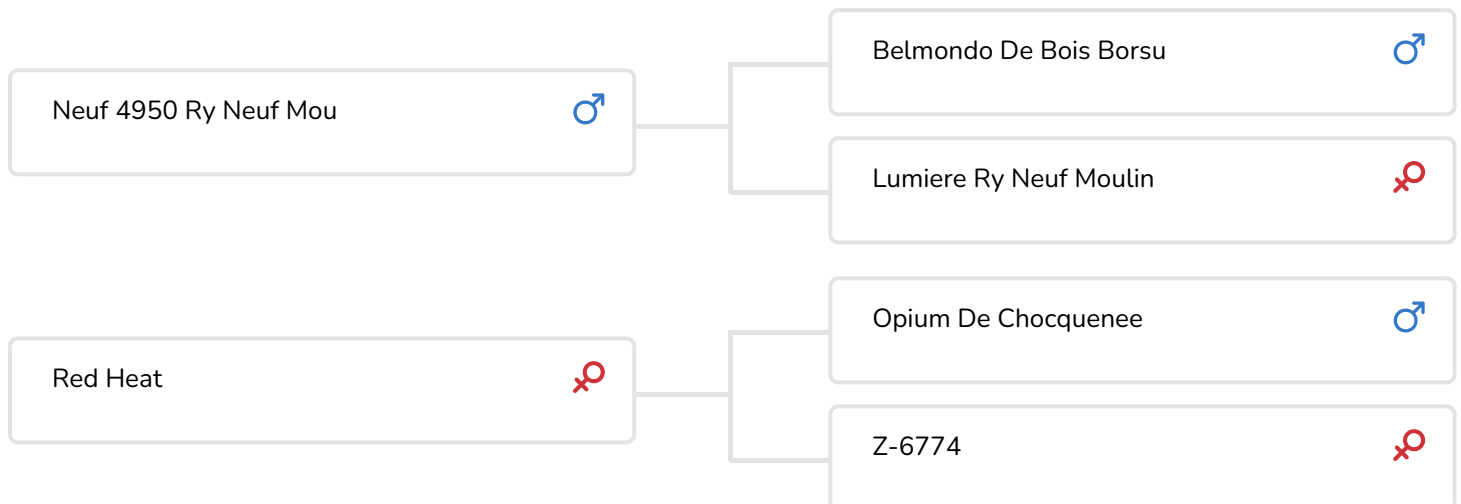 Belmondo De Bois Borsu
Neuf 4950 Ry Neuf Mou
Lumiere Ry Neuf Moulin
Opium De Chocquenee
Red Heat
Z-6774